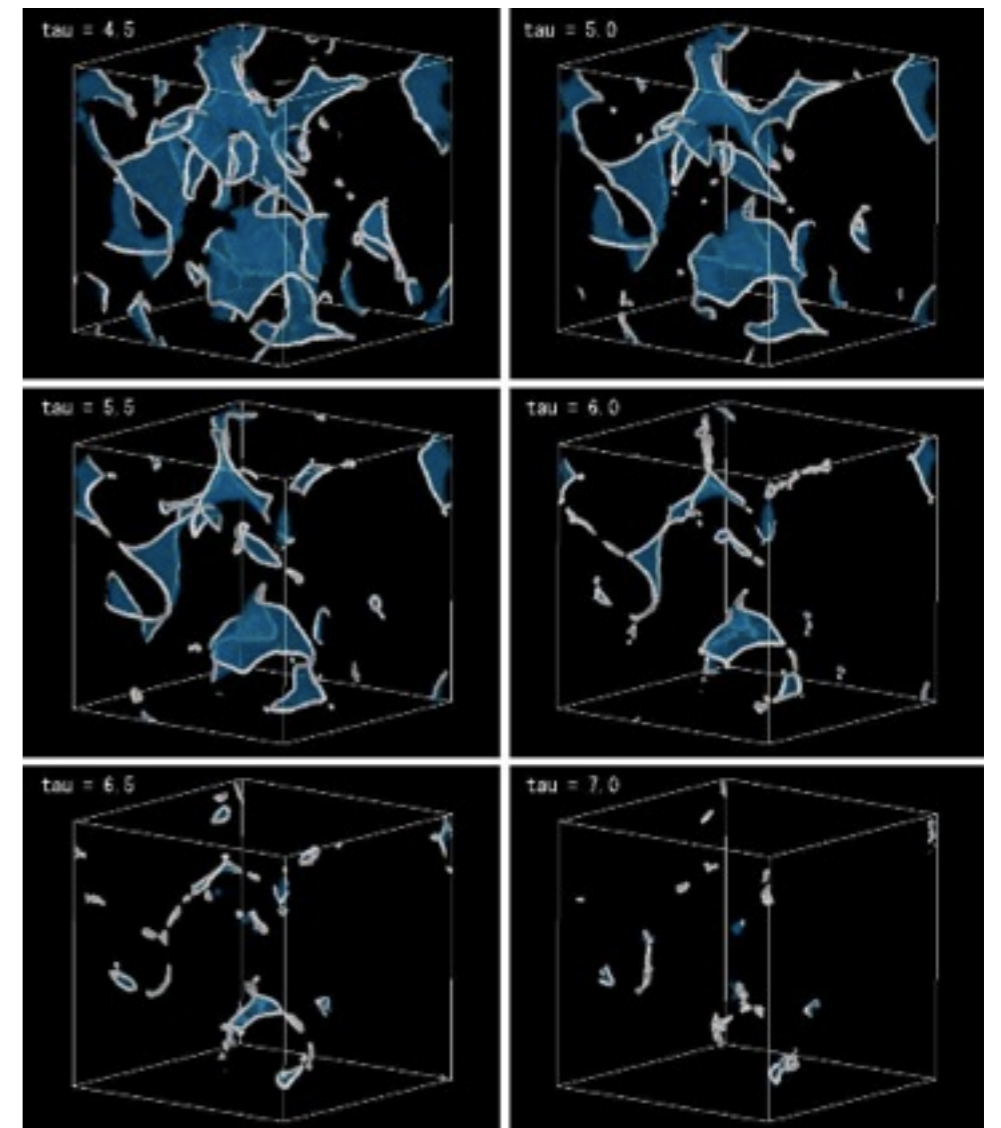 tau = 4.5
tau = 5.0
tau = 5.5
tau = 6.0
tau = 6.5
tau = 7.0